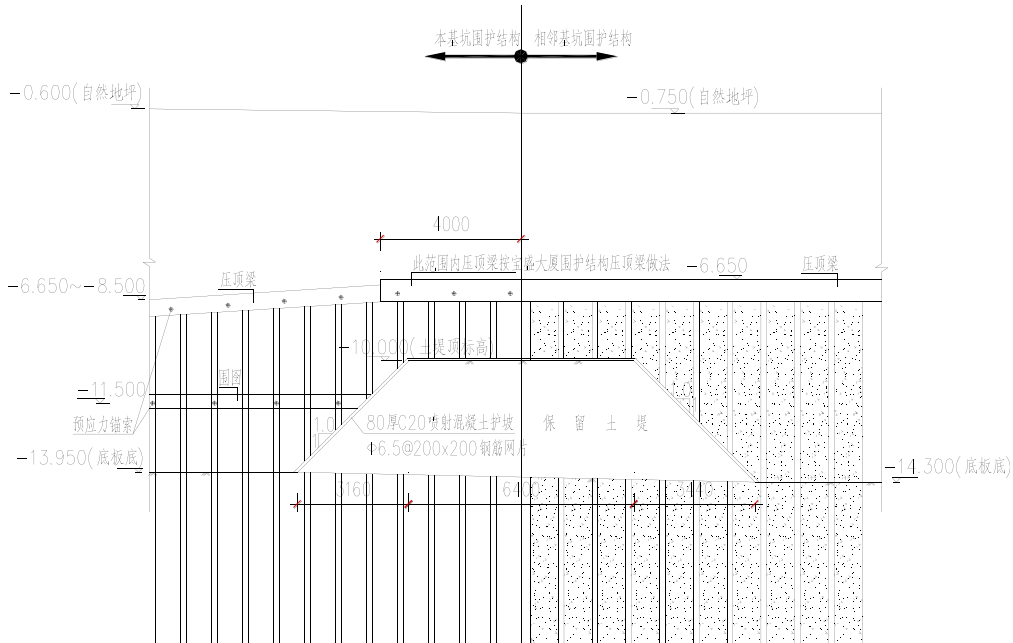 本基坑围护结构 相邻基坑围护结构
-0.600(自然地坪)
-0.750(自然地坪)
4000
此范围内压顶梁按宝盛大厦围护结构压顶梁做法
-6.650
压顶梁
-6.650~-8.500
压顶梁
-10.000(土堤顶标高)
-11.500
围囹
1.0
预应力锚索
1.0
1
80厚C20喷射混凝土护坡
保留土堤
Φ6.5@200x200钢筋网片
-13.950(底板底)
-14.300(底板底)
3160
6400
3440